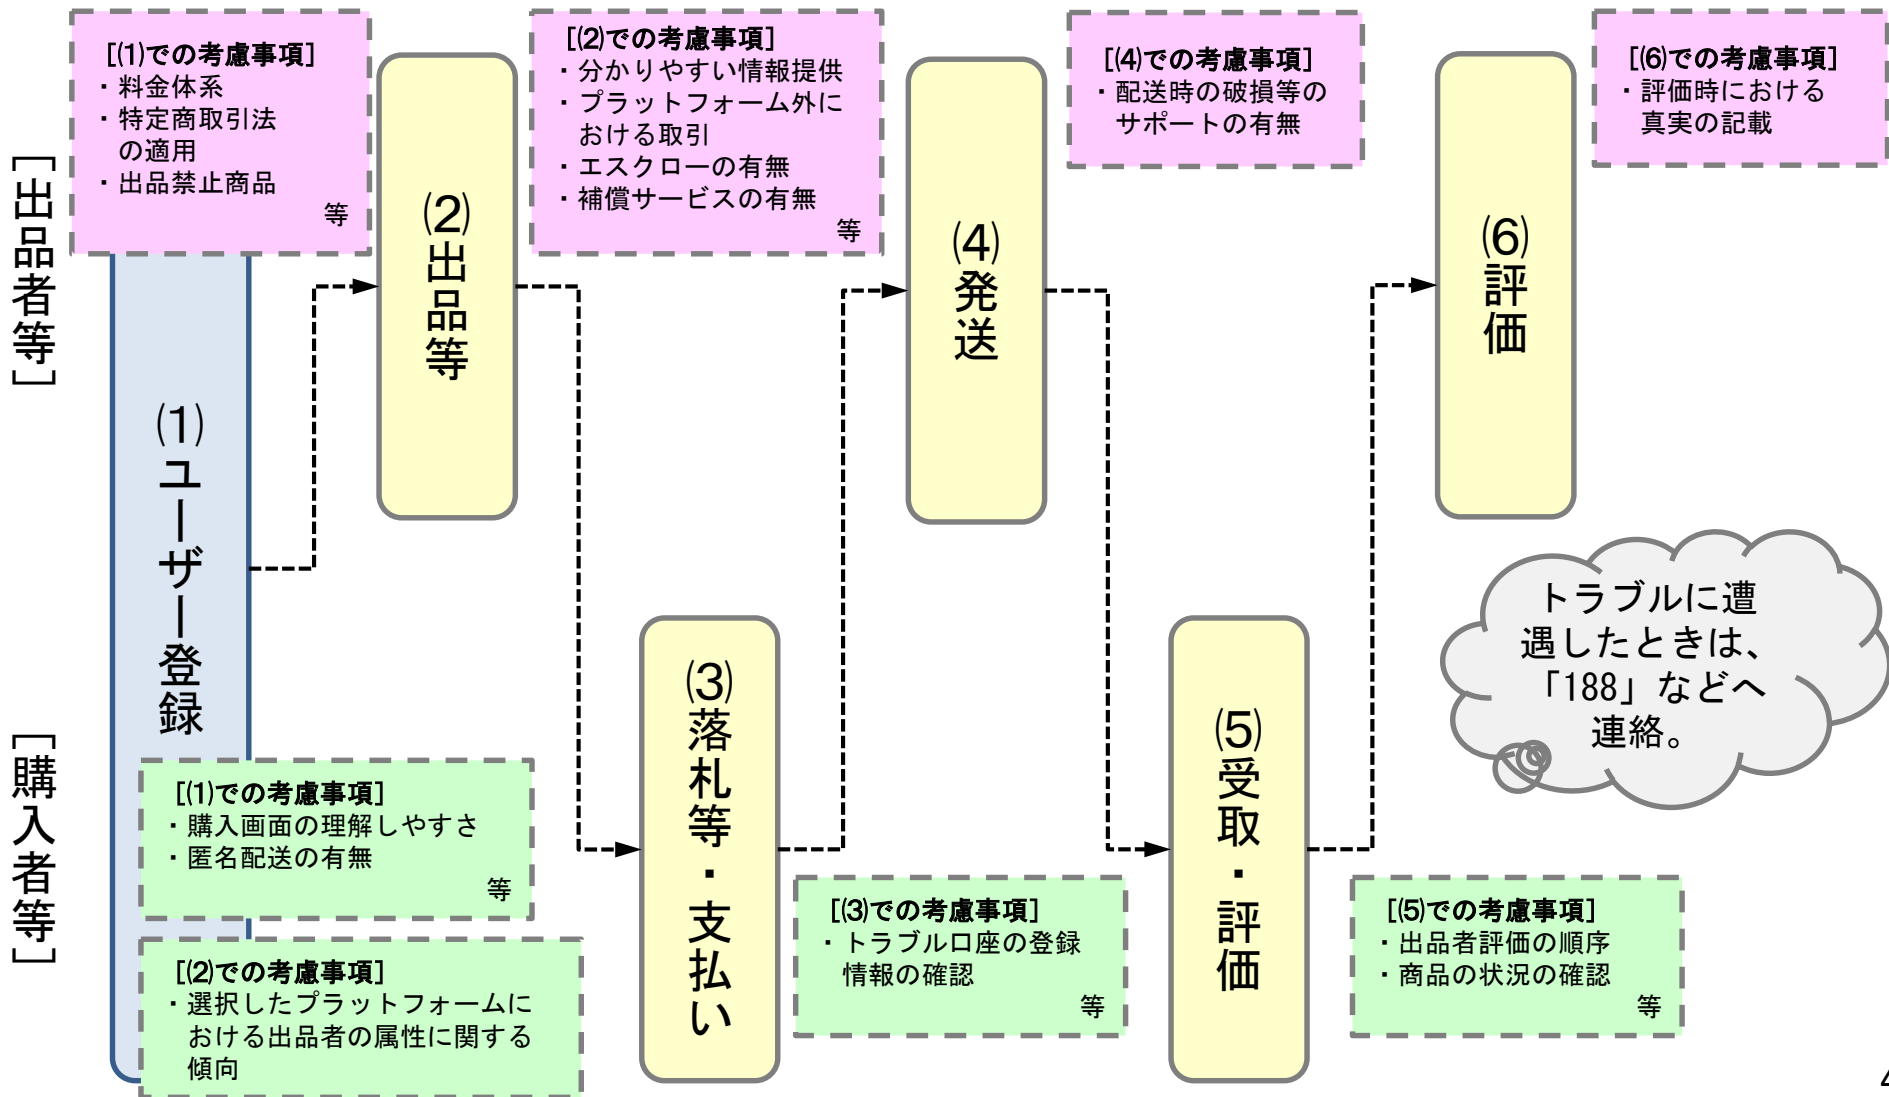 [⑴での考慮事項]
・料金体系
・特定商取引法
の適用
・出品禁止商品
等
[⑵での考慮事項]
・分かりやすい情報提供
・プラットフォーム外に
おける取引
・エスクローの有無
・補償サービスの有無
等
[⑷での考慮事項]
・配送時の破損等の
サポートの有無
[⑹での考慮事項]
・評価時における
真実の記載
[出品者等]
⑴ユーザー登録
⑵出品等
⑷発送
⑹評価
[購入者等]
⑶落札等・支払い
⑸受取・評価
トラブルに遭
遇したときは、
「188」などへ
連絡。
[⑴での考慮事項]
・購入画面の理解しやすさ
・匿名配送の有無
等
[⑵での考慮事項]
・選択したプラットフォームに
おける出品者の属性に関する
傾向
[⑶での考慮事項]
・トラブル口座の登録
情報の確認
等
[⑸での考慮事項]
・出品者評価の順序
・商品の状況の確認
等